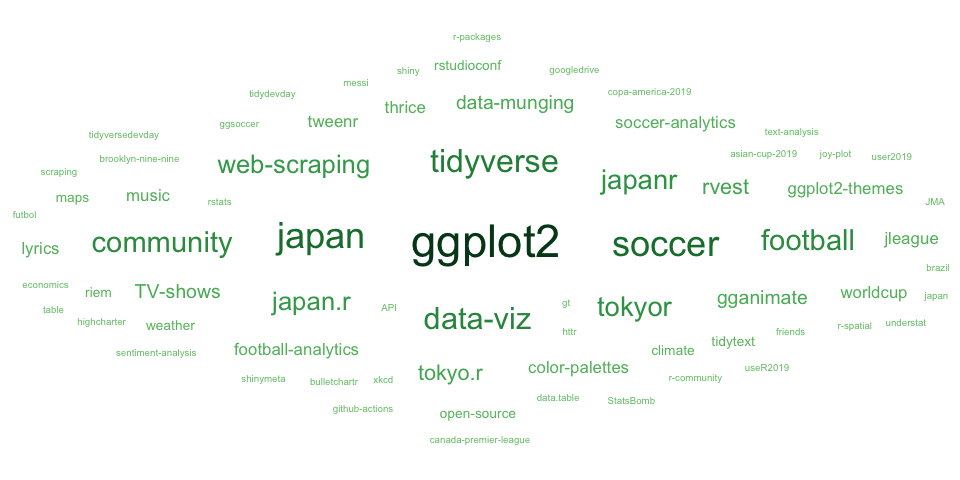 r-packages
rstudioconf
shiny
googledrive
messi
copa-america-2019
tidydevday
thrice
data-munging
tweenr
ggsoccer
soccer-analytics
tidyversedevday
text-analysis
brooklyn-nine-nine
web-scraping
tidyverse
asian-cup-2019
joy-plot
user2019
scraping
japanr
rvest
ggplot2-themes
maps
music
rstats
JMA
futbol
lyrics
community
japan
ggplot2
soccer
football
jleague
brazil
economics
riem
TV-shows
japan.r
API
gt
tokyor
gganimate
worldcup
japan
table
highcharter
weather
data-viz
httr
friends
r-spatial
understat
sentiment-analysis
football-analytics
climate
tidytext
shinymeta
bulletchartr
xkcd
tokyo.r
color-palettes
r-community
useR2019
github-actions
open-source
data.table
StatsBomb
canada-premier-league